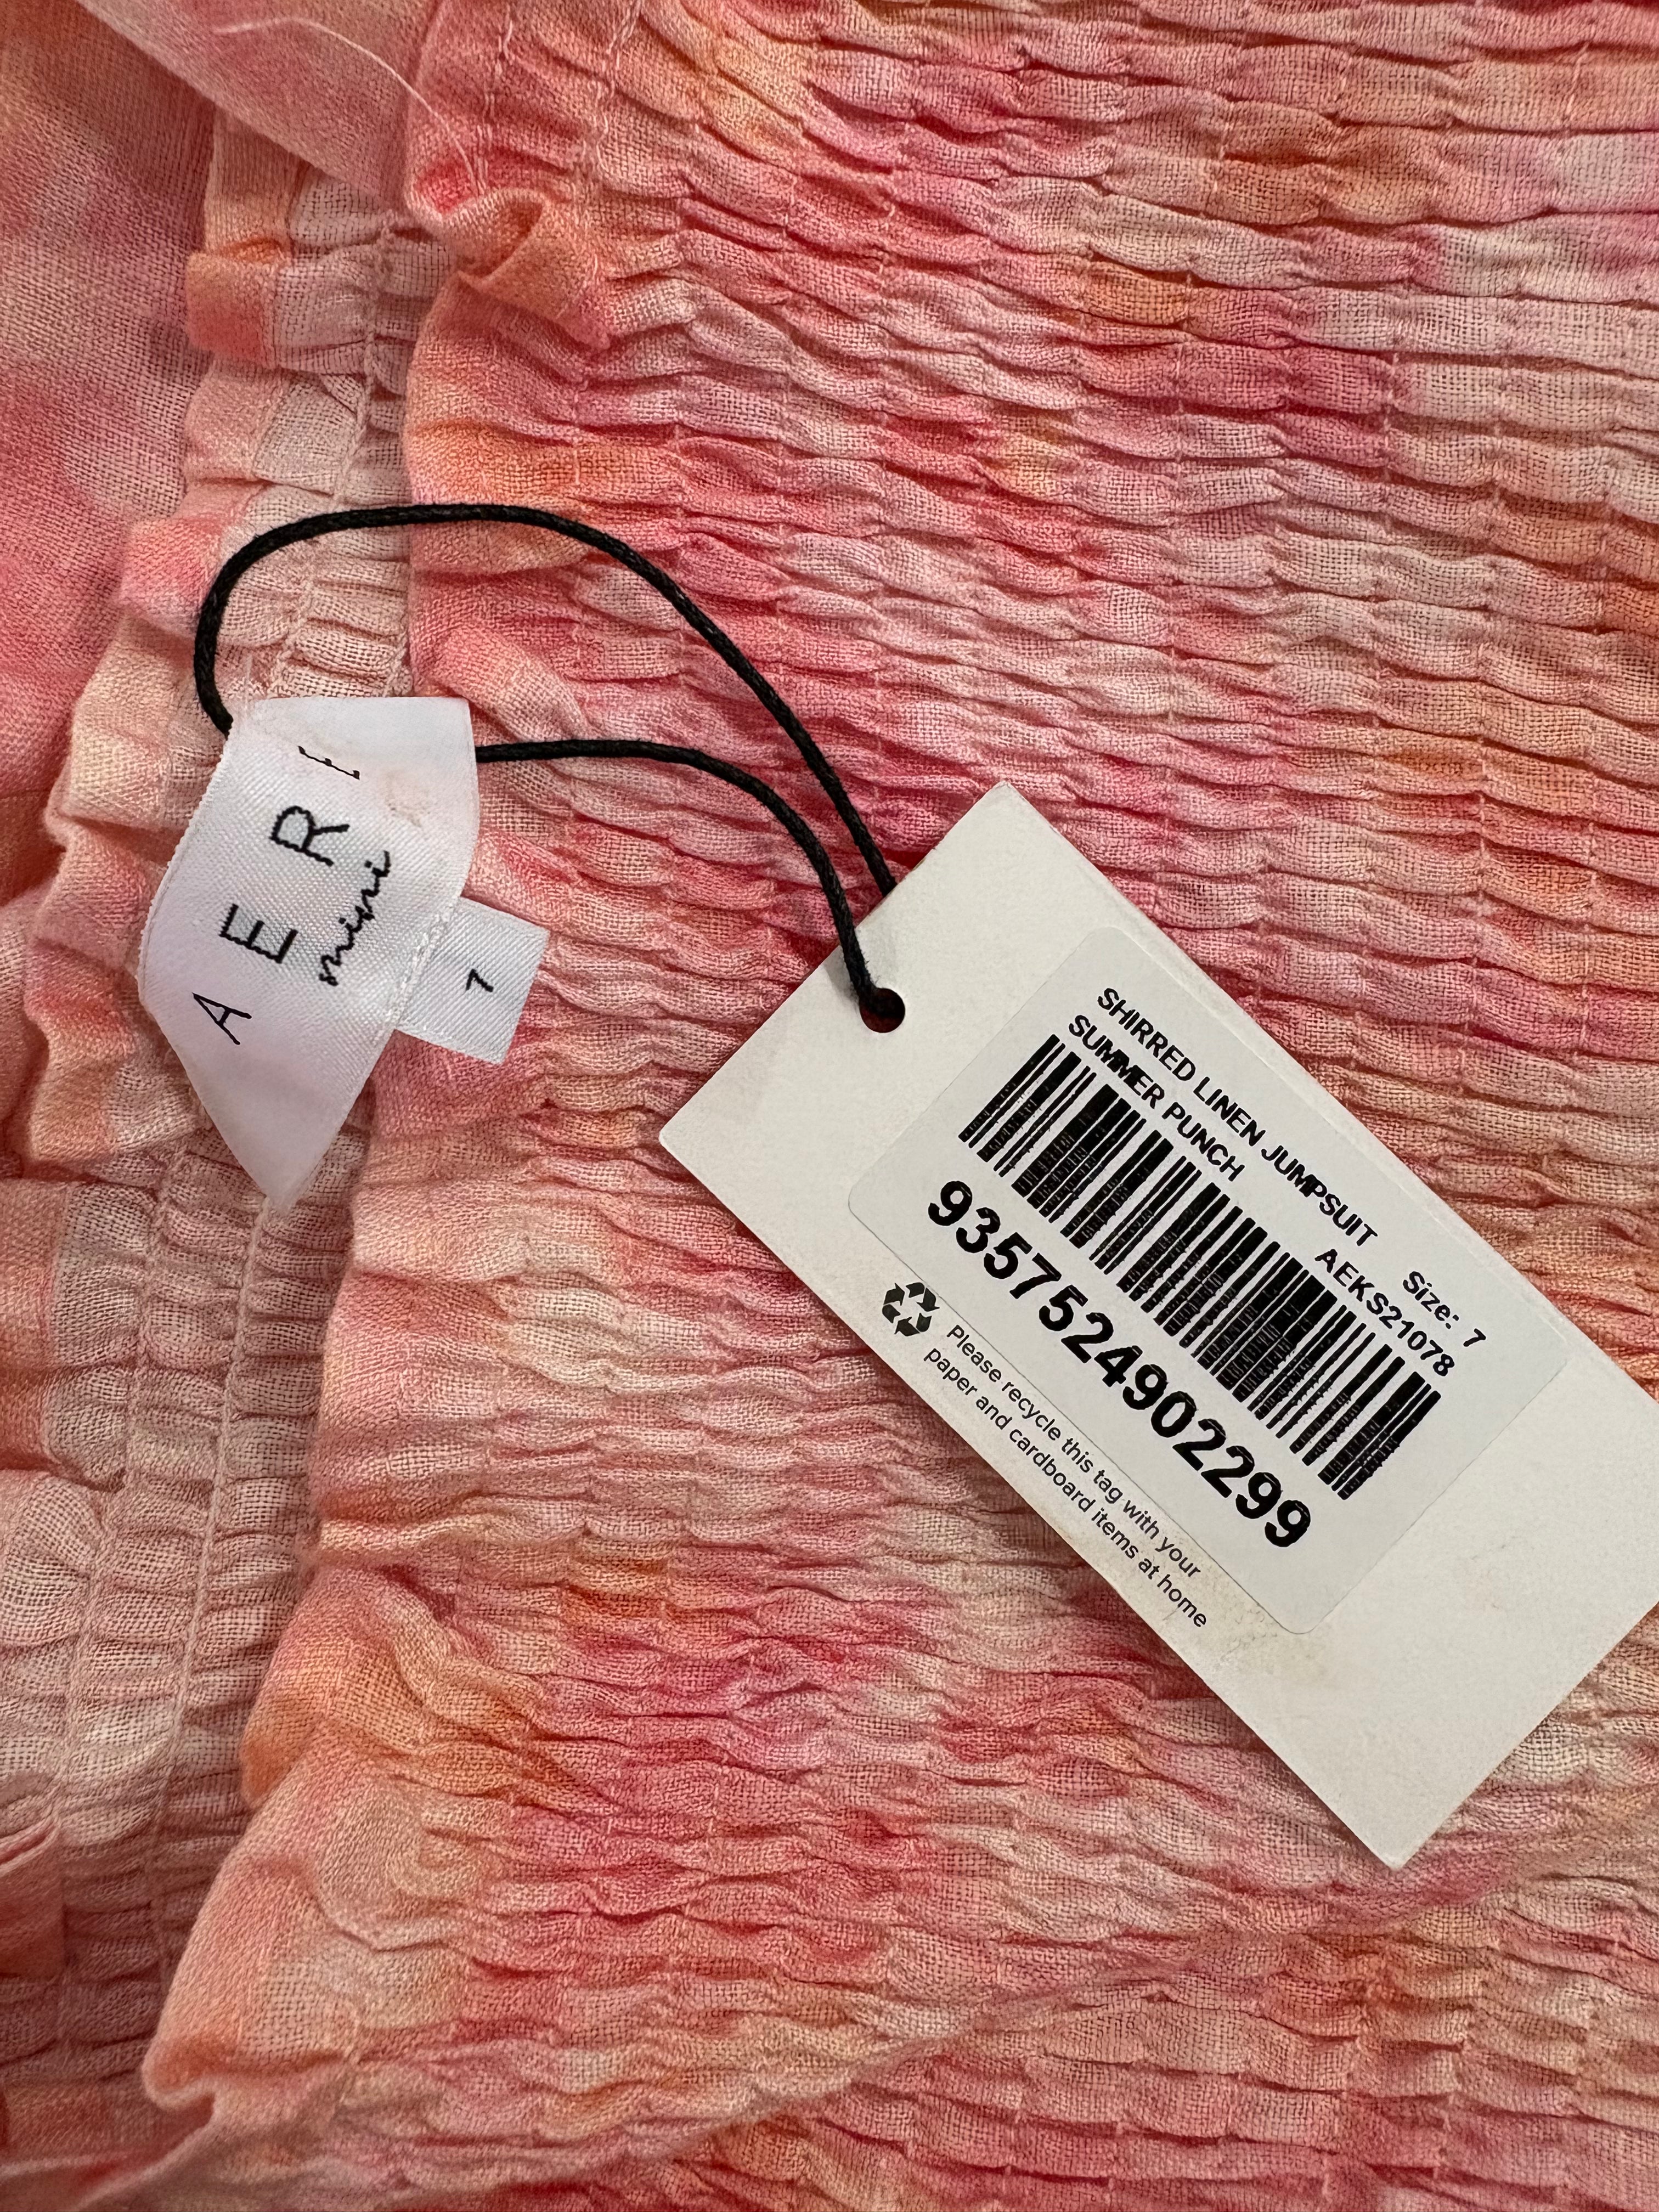 AERE
mini
7
SHIRRED LINEN JUMPSUIT Size: 7
SUMMER PUNCH AEKS21078
9357524902299
Please recycle this tag with your
paper and cardboard items at home